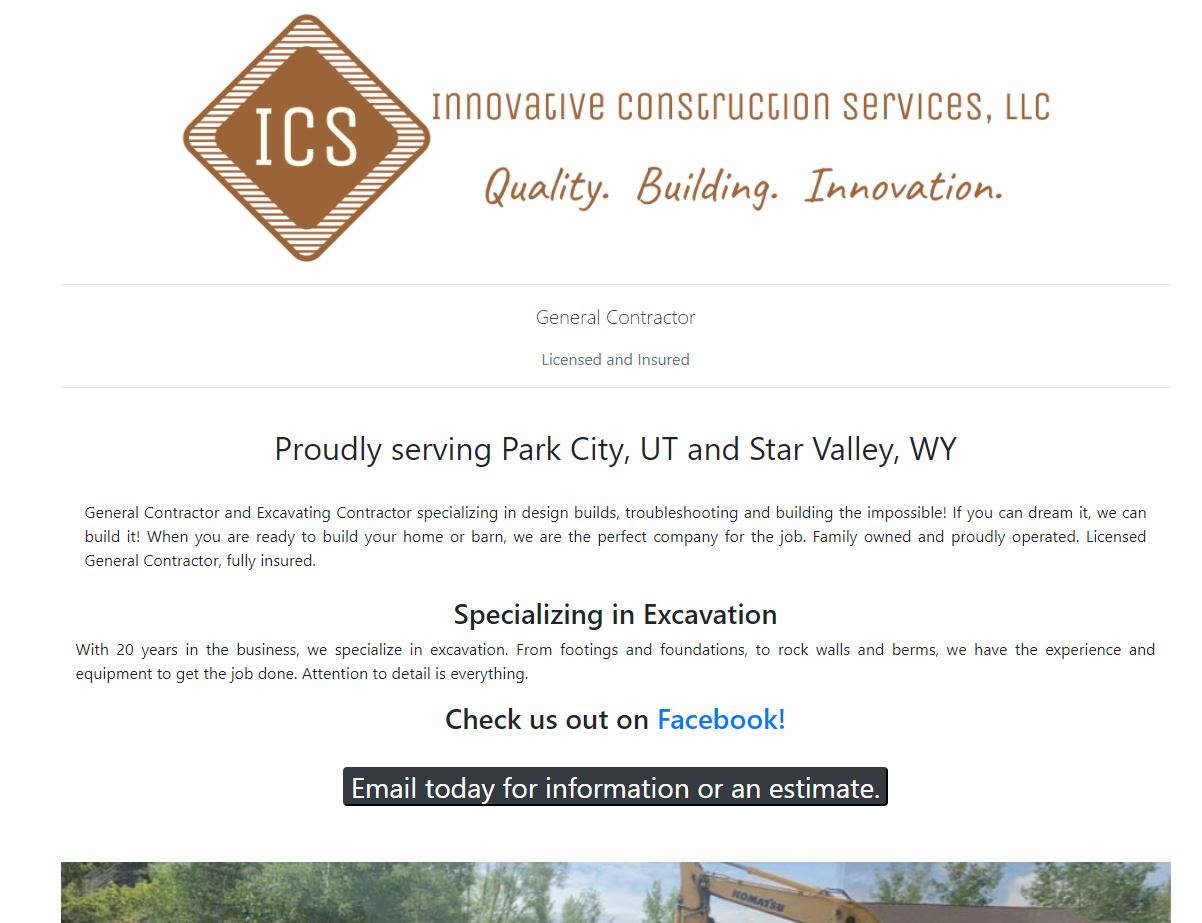 ICS
Innovative Construction Services, LLC
Quality. Building. Innovation.
General Contractor
Licensed and Insured
Proudly serving Park City, UT and Star Valley, WY
General Contractor and Excavating Contractor specializing in design builds, troubleshooting and building the impossible! If you can dream it, we can
build it! When you are ready to build your home or barn, we are the perfect company for the job. Family owned and proudly operated. Licensed
General Contractor, fully insured.
Specializing in Excavation
With 20 years in the business, we specialize in excavation. From footings and foundations, to rock walls and berms, we have the experience and
equipment to get the job done. Attention to detail is everything.
Check us out on Facebook!
Email today for information or an estimate.
KOMATSU